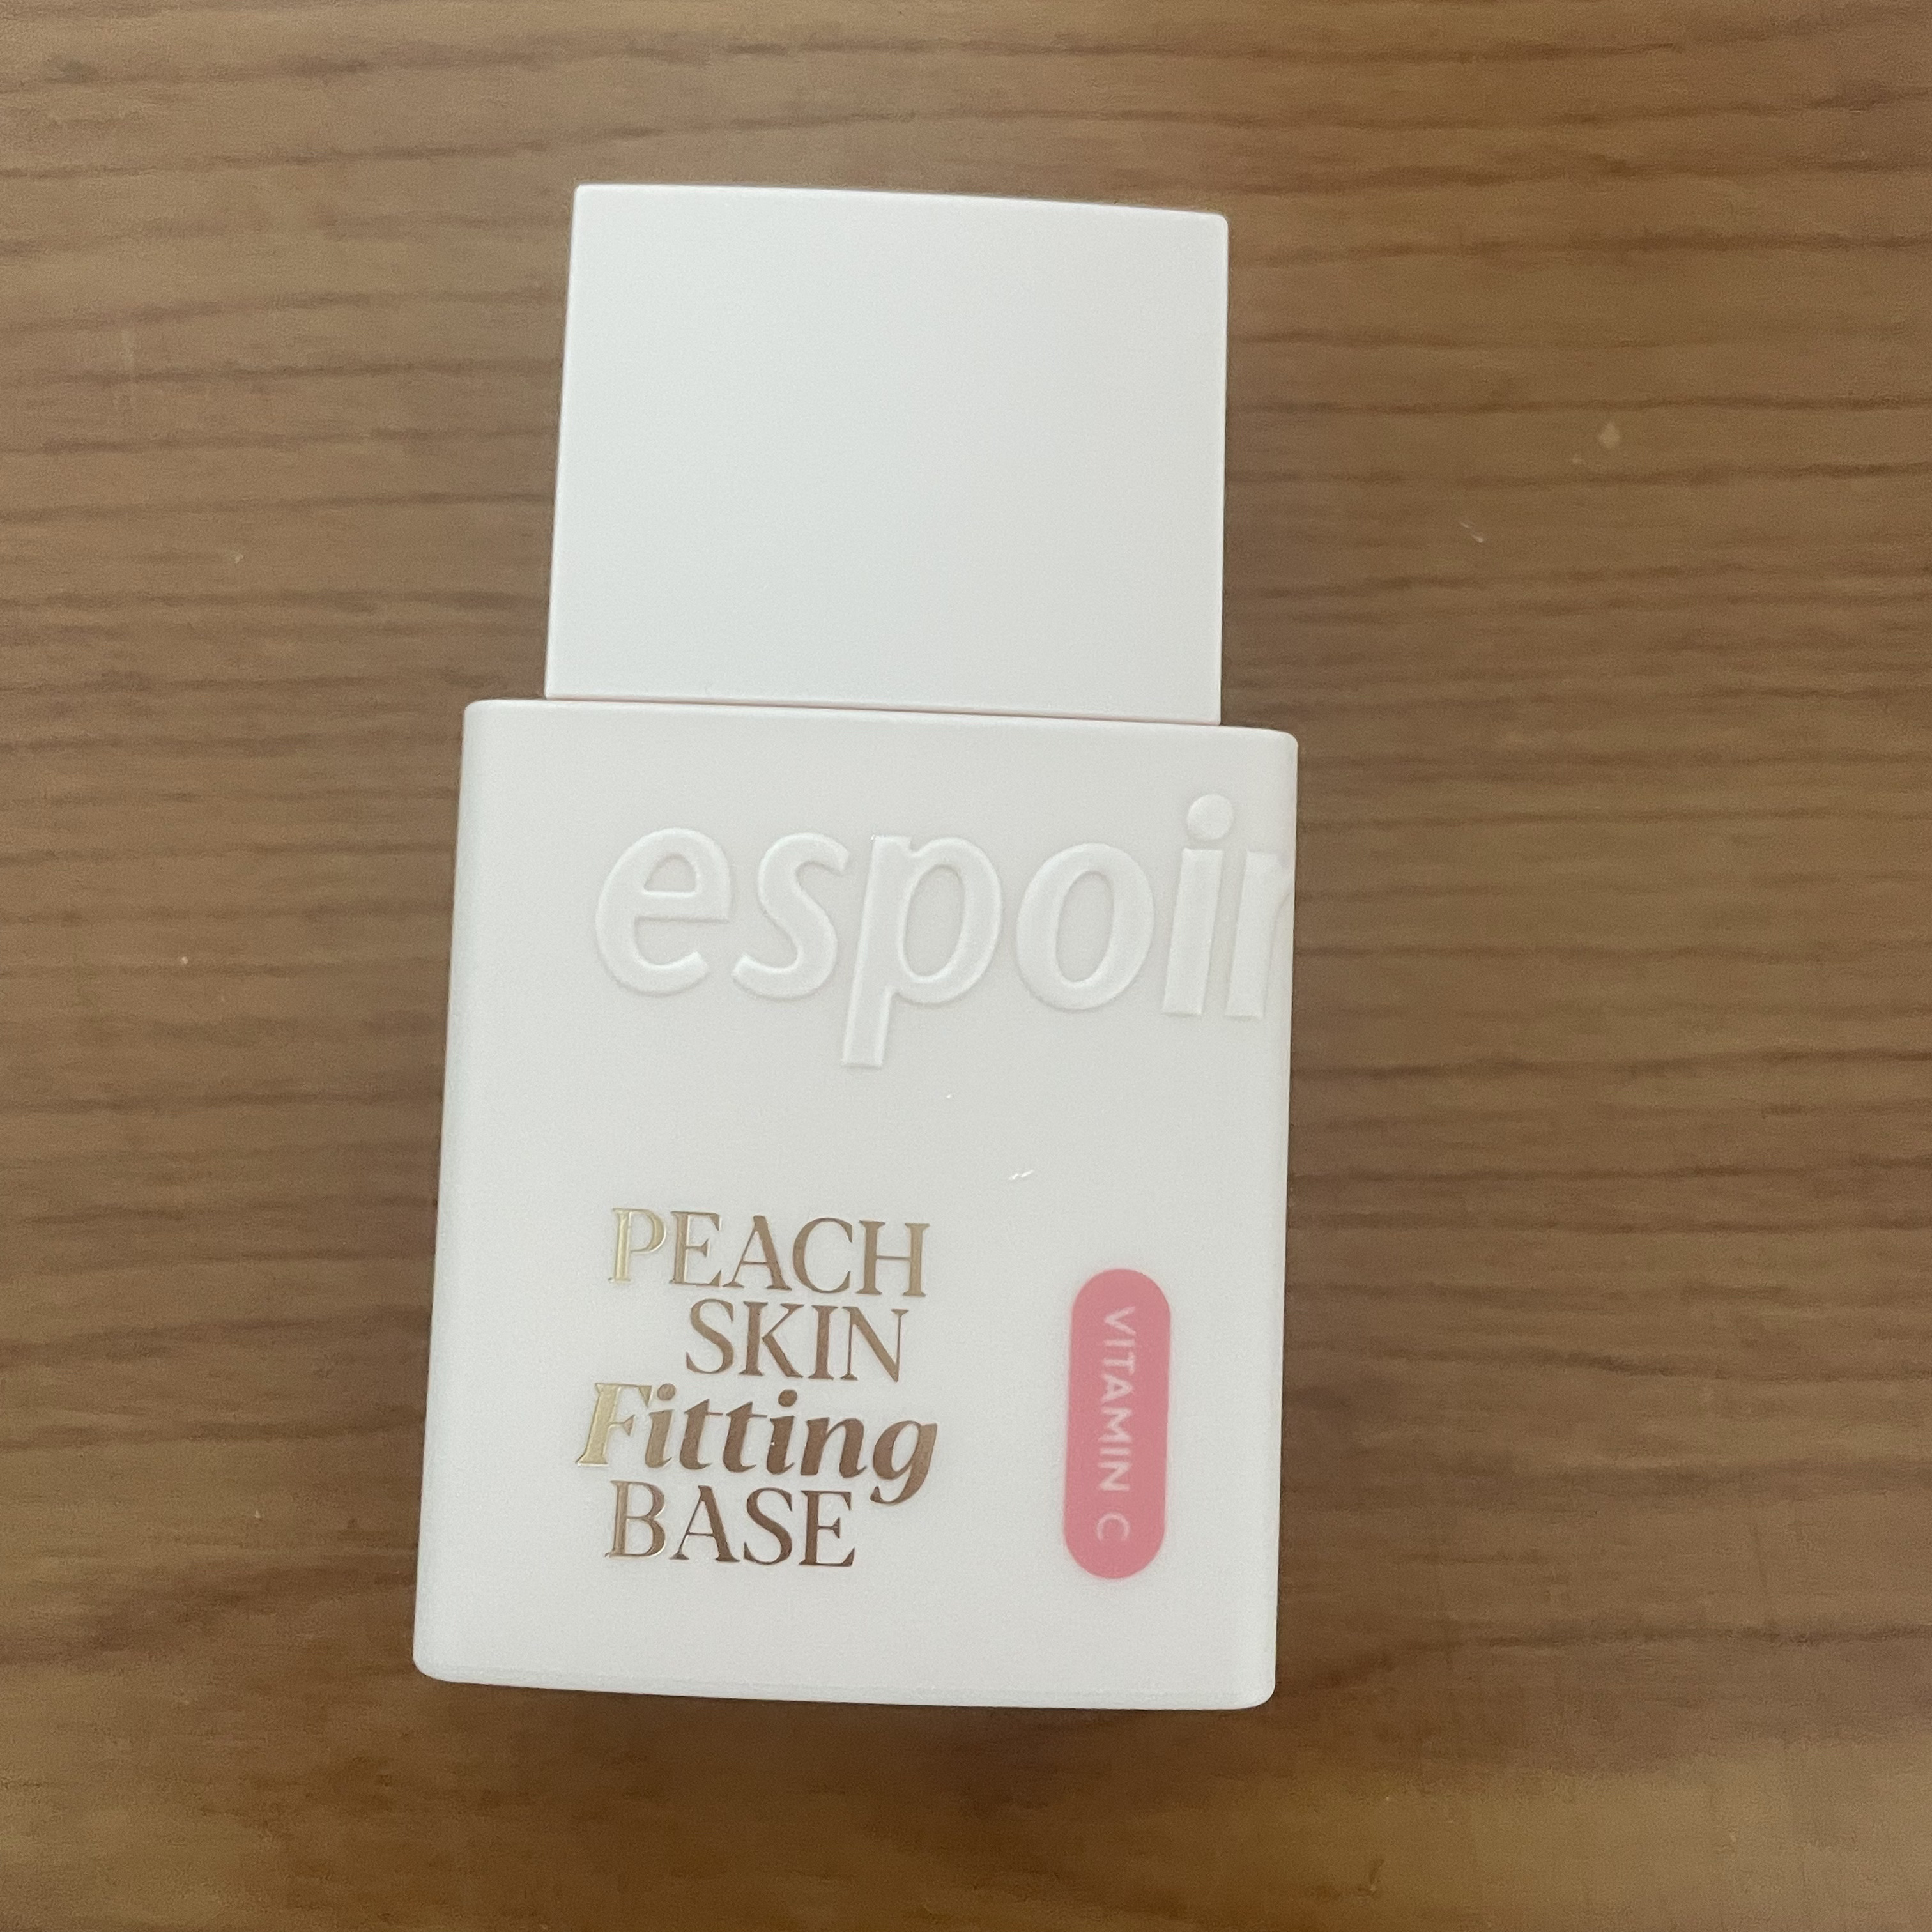 espoir
PEACH
SKIN
Fitting
BASE
VITAMIN C